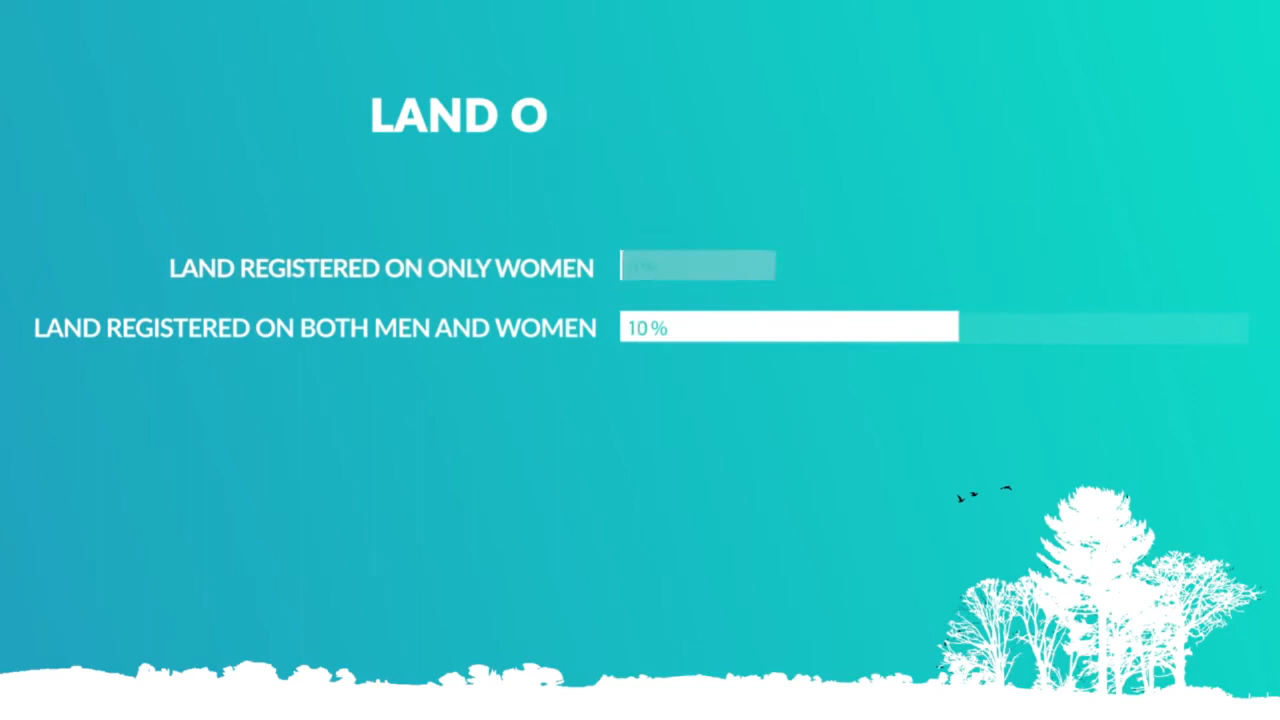 LAND O
LAND REGISTERED ON ONLY WOMEN
LAND REGISTERED ON BOTH MEN AND WOMEN 10 %